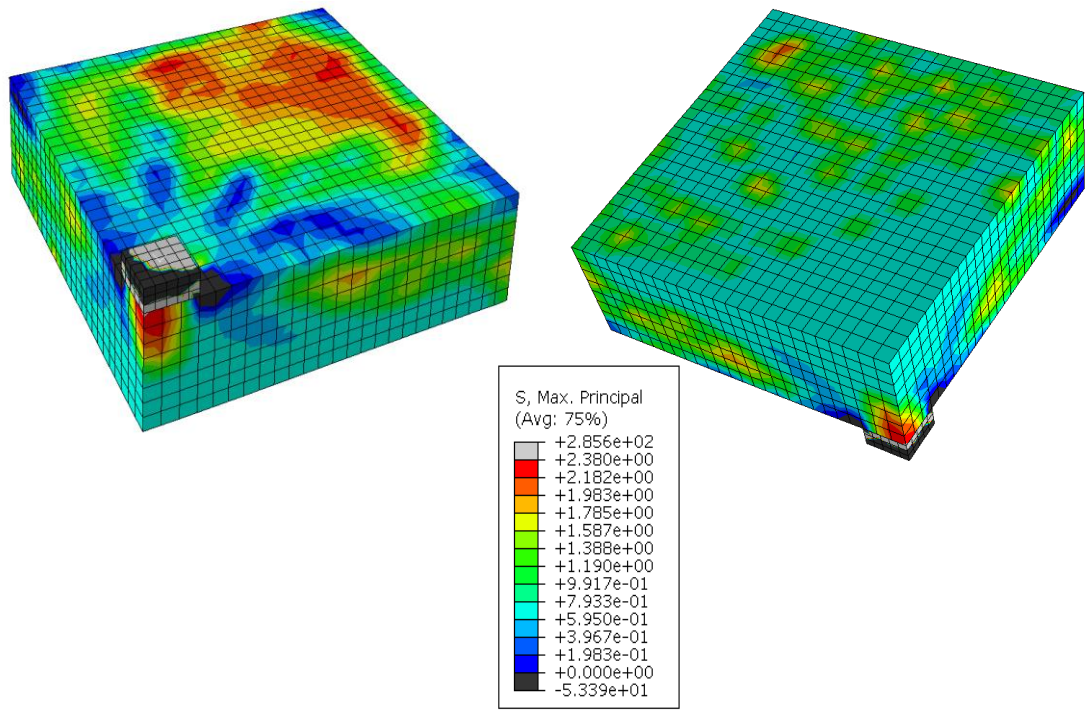 S, Max. Principal
(Avg: 75%)
+2.856e+02
+2.380e+00
+2.182e+00
+1.983e+00
+1.785e+00
+1.587e+00
+1.388e+00
+1.190e+00
+9.917e-01
+7.933e-01
+5.950e-01
+3.967e-01
+1.983e-01
+0.000e+00
-5.339e+01